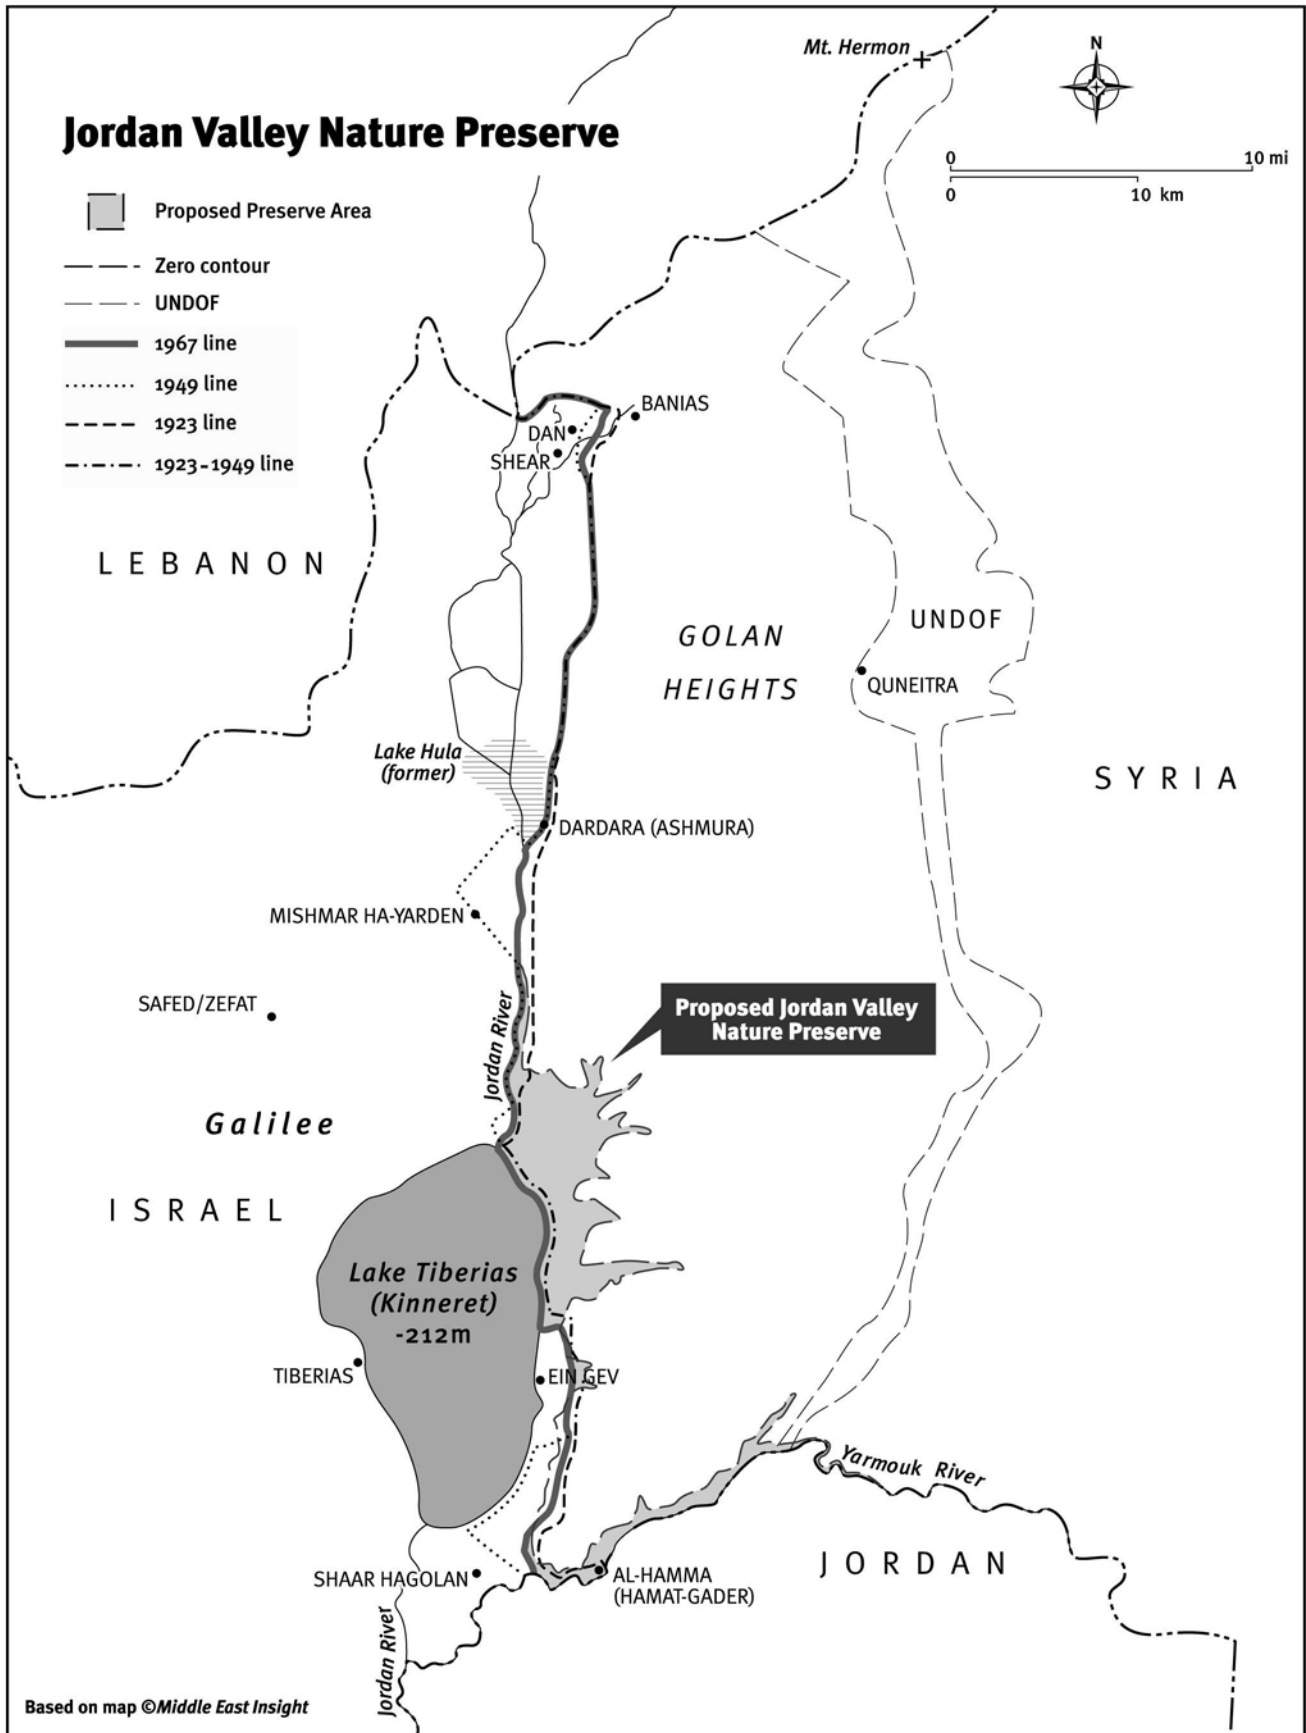 Mt. Hermon
N
Jordan Valley Nature Preserve
0
10 mi
0
10 km
Proposed Preserve Area
Zero contour
UNDOF
1967 line
1949 line
1923 line
1923-1949 line
BANIAS
DAN
SHEAR
LEBANON
GOLAN
HEIGHTS
UNDOF
QUNEITRA
Lake Hula
(former)
SYRIA
DARDARA (ASHMURA)
MISHMAR HA-YARDEN
SAFED/ZEFAT
Jordan River
Proposed Jordan Valley
Nature Preserve
Galilee
ISRAEL
Lake Tiberias
(Kinneret)
-212m
TIBERIAS
EIN GEV
Yarmouk River
JORDAN
SHAAR HAGOLAN
AL-HAMMA
(HAMAT-GADER)
Jordan River
Based on map ©Middle East Insight